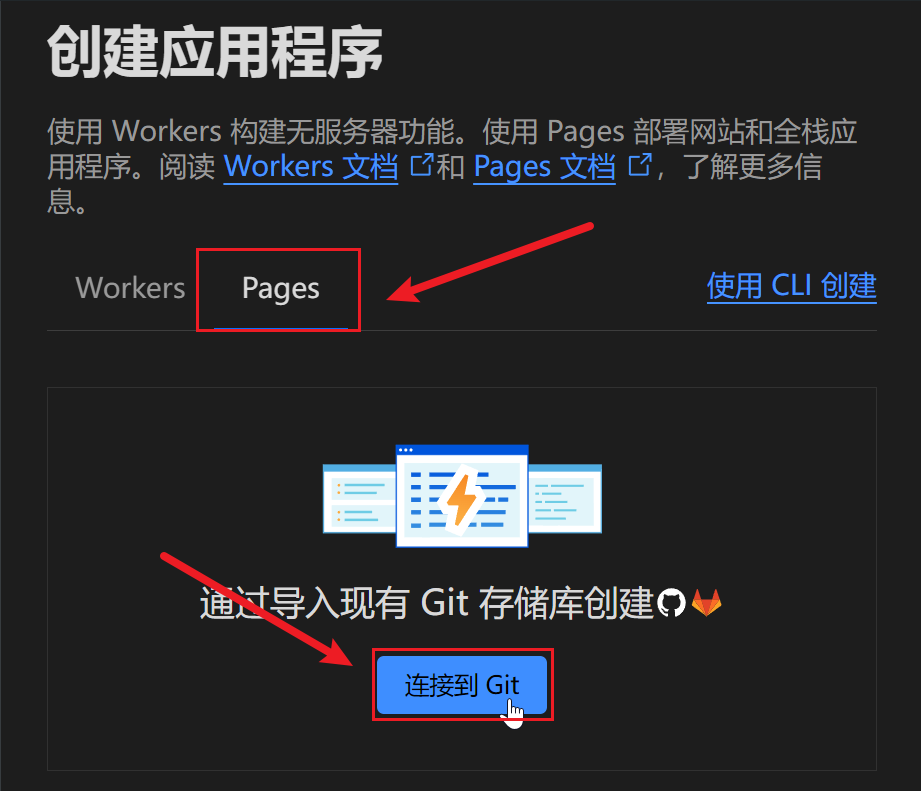 创建应用程序
使用 Workers 构建无服务器功能。使用 Pages 部署网站和全栈应
用程序。阅读 Workers 文档 和 Pages 文档 ，了解更多信
息。
Workers Pages 使用 CLI 创建
通过导入现有 Git 存储库创建
连接到 Git